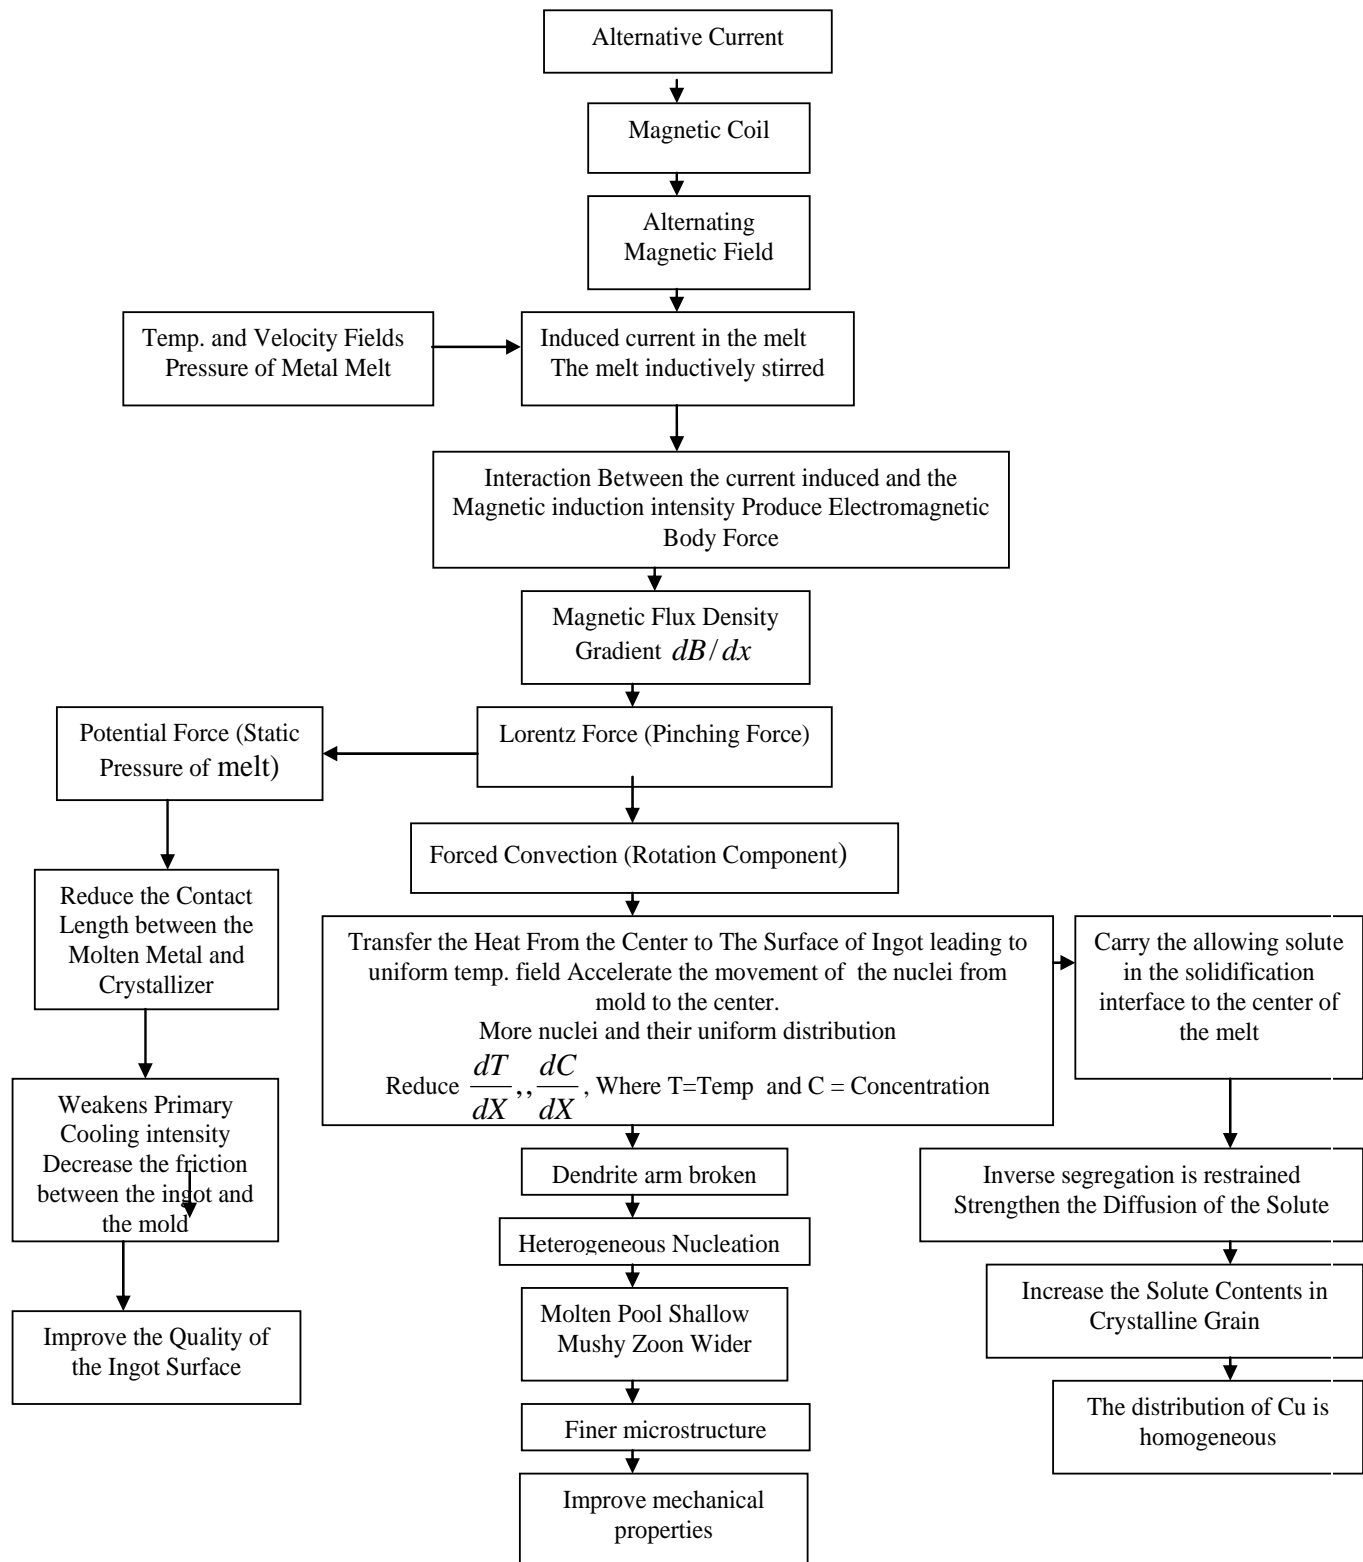 Alternative Current
Magnetic Coil
Alternating
Magnetic Field
Temp. and Velocity Fields
Pressure of Metal Melt
Induced current in the melt
The melt inductively stirred
Interaction Between the current induced and the
Magnetic induction intensity Produce Electromagnetic
Body Force
Magnetic Flux Density
Gradient dB/dx
Lorentz Force (Pinching Force)
Potential Force (Static
Pressure of melt)
Forced Convection (Rotation Component)
Reduce the Contact
Length between the
Molten Metal and
Crystallizer
Transfer the Heat From the Center to The Surface of Ingot leading to
uniform temp. field Accelerate the movement of the nuclei from
mold to the center.
More nuclei and their uniform distribution
Reduce dT/dX,, dC/dX, Where T=Temp and C = Concentration
Carry the allowing solute
in the solidification
interface to the center of
the melt
Weakens Primary
Cooling intensity
Decrease the friction
between the ingot and
the mold
Improve the Quality of
the Ingot Surface
Dendrite arm broken
Heterogeneous Nucleation
Molten Pool Shallow
Mushy Zoon Wider
Finer microstructure
Improve mechanical
properties
Inverse segregation is restrained
Strengthen the Diffusion of the Solute
Increase the Solute Contents in
Crystalline Grain
The distribution of Cu is
homogeneous